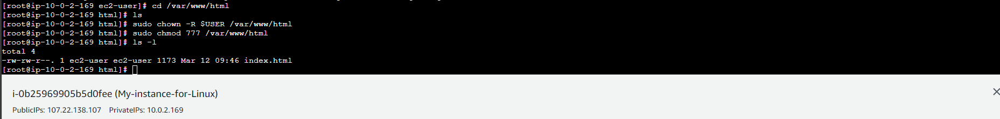 [root@ip-10-0-2-169 ec2-user]# cd /var/www/html
[root@ip-10-0-2-169 html]# ls
[root@ip-10-0-2-169 html]# sudo chown -R $USER /var/www/html
[root@ip-10-0-2-169 html]# sudo chmod 777 /var/www/html
[root@ip-10-0-2-169 html]# ls -l
total 4
-rw-rw-r--. 1 ec2-user ec2-user 1173 Mar 12 09:46 index.html
[root@ip-10-0-2-169 html]#
i-0b25969905b5d0fee (My-instance-for-Linux)
PublicIPs: 107.22.138.107 PrivateIPs: 10.0.2.169